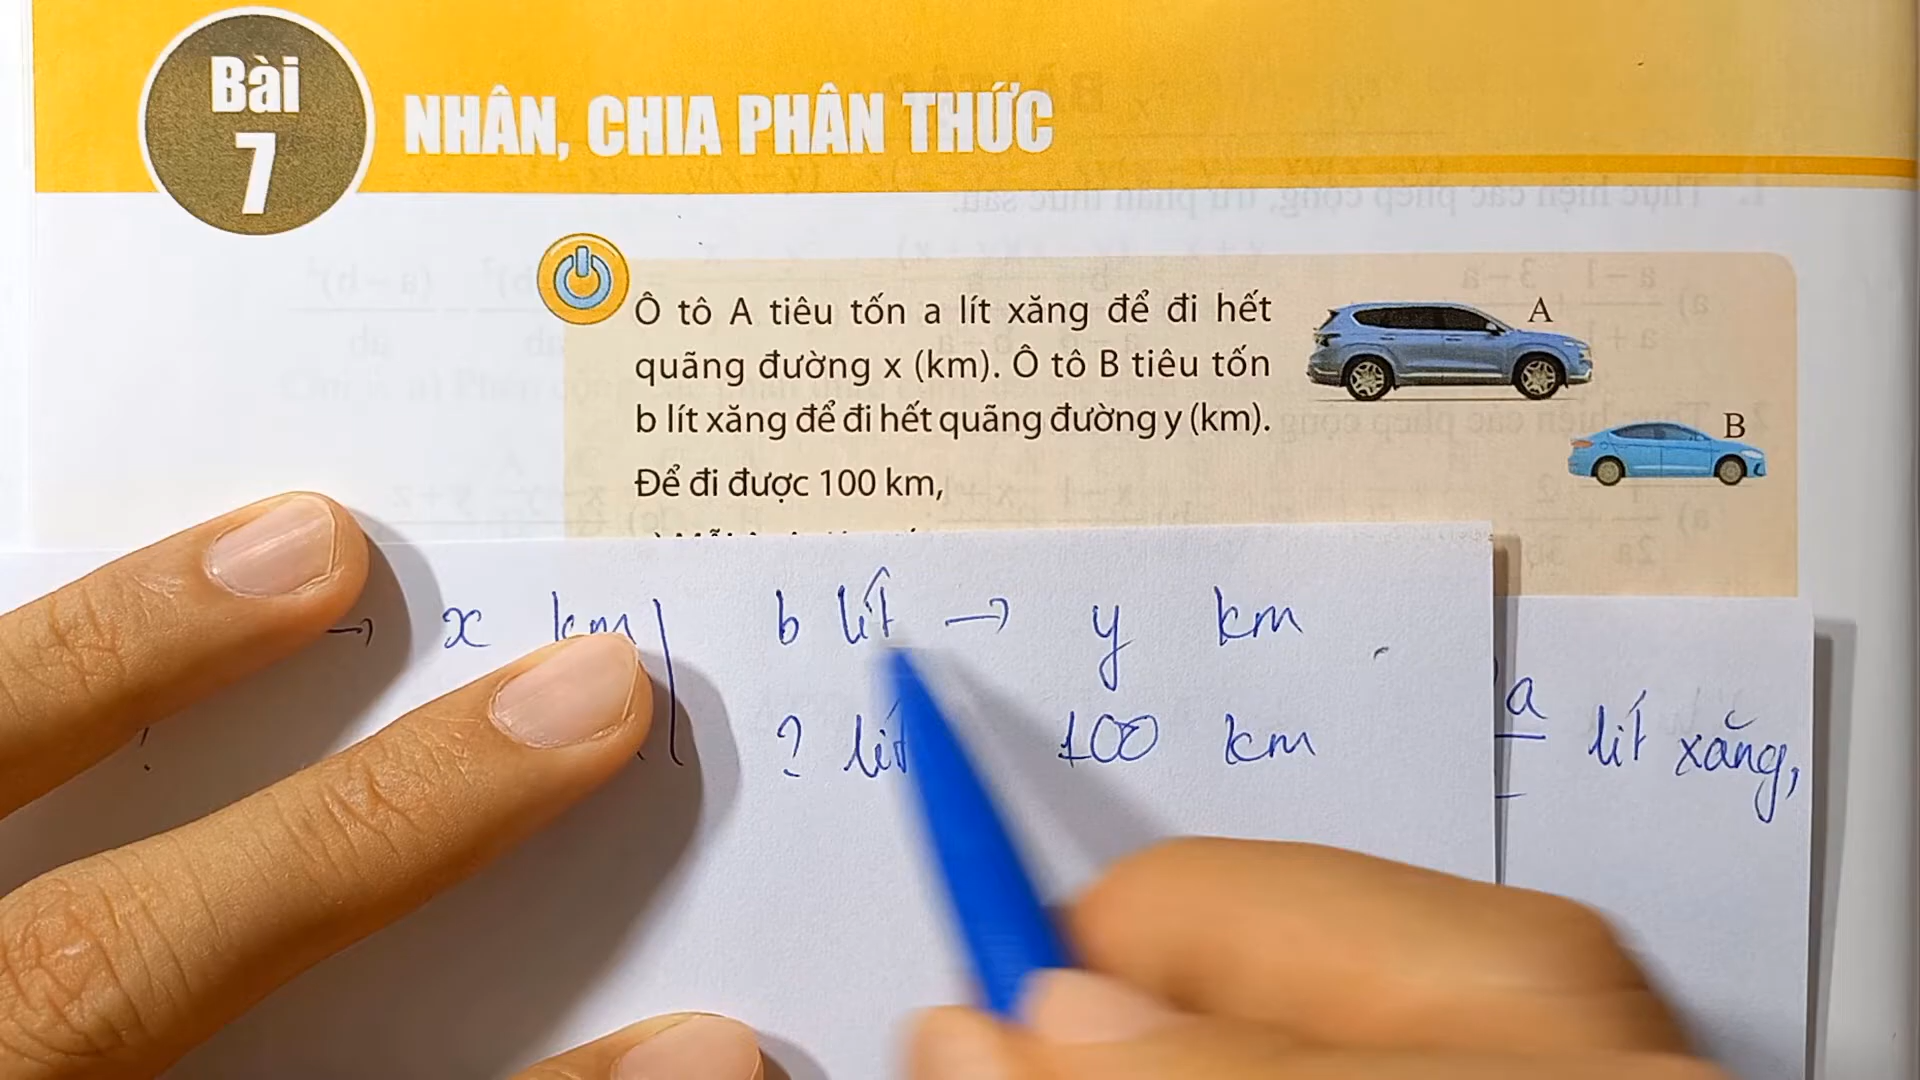 Bài
7
NHÂN, CHIA PHÂN THỨC
Ô tô A tiêu tốn a lít xăng để đi hết
quãng đường x (km). Ô tô B tiêu tốn
b lít xăng để đi hết quãng đường y (km).
Để đi được 100 km,
A
B
→ x km b lít → y km
? ? lít 100 km
a lít xăng,